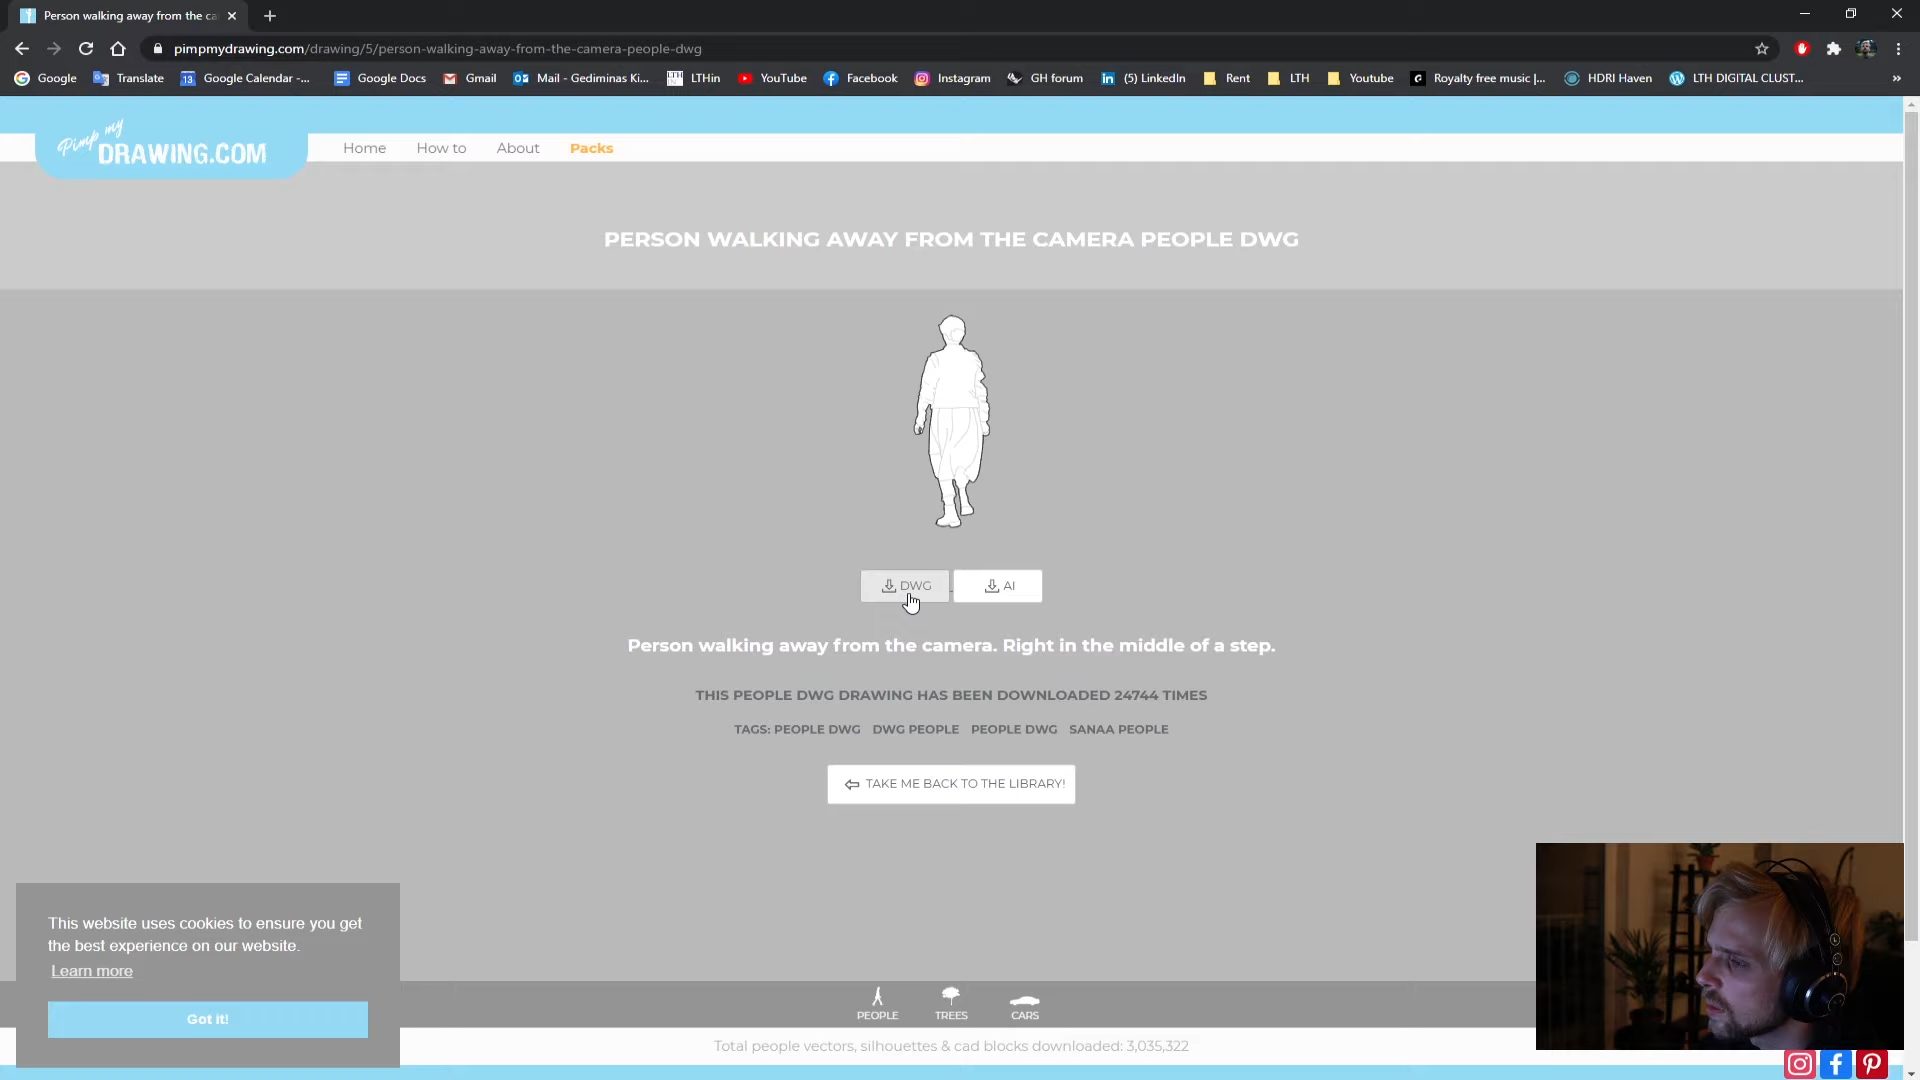 Person walking away from the ca
pimpmydrawing.com/drawing/5/person-walking-away-from-the-camera-people-dwg
Google
Translate
13
Google Calendar -...
Google Docs
Gmail
Mail - Gediminas Ki...
LTHin
YouTube
Facebook
Instagram
GH forum
(5) LinkedIn
Rent
LTH
Youtube
Royalty free music |...
HDRI Haven
LTH DIGITAL CLUST...
»
Pimp my
DRAWING.COM
Home
How to
About
Packs
PERSON WALKING AWAY FROM THE CAMERA PEOPLE DWG
DWG
AI
Person walking away from the camera. Right in the middle of a step.
THIS PEOPLE DWG DRAWING HAS BEEN DOWNLOADED 24744 TIMES
TAGS: PEOPLE DWG DWG PEOPLE PEOPLE DWG SANAA PEOPLE
TAKE ME BACK TO THE LIBRARY!
This website uses cookies to ensure you get
the best experience on our website.
Learn more
Got it!
PEOPLE
TREES
CARS
Total people vectors, silhouettes & cad blocks downloaded: 3,035,322